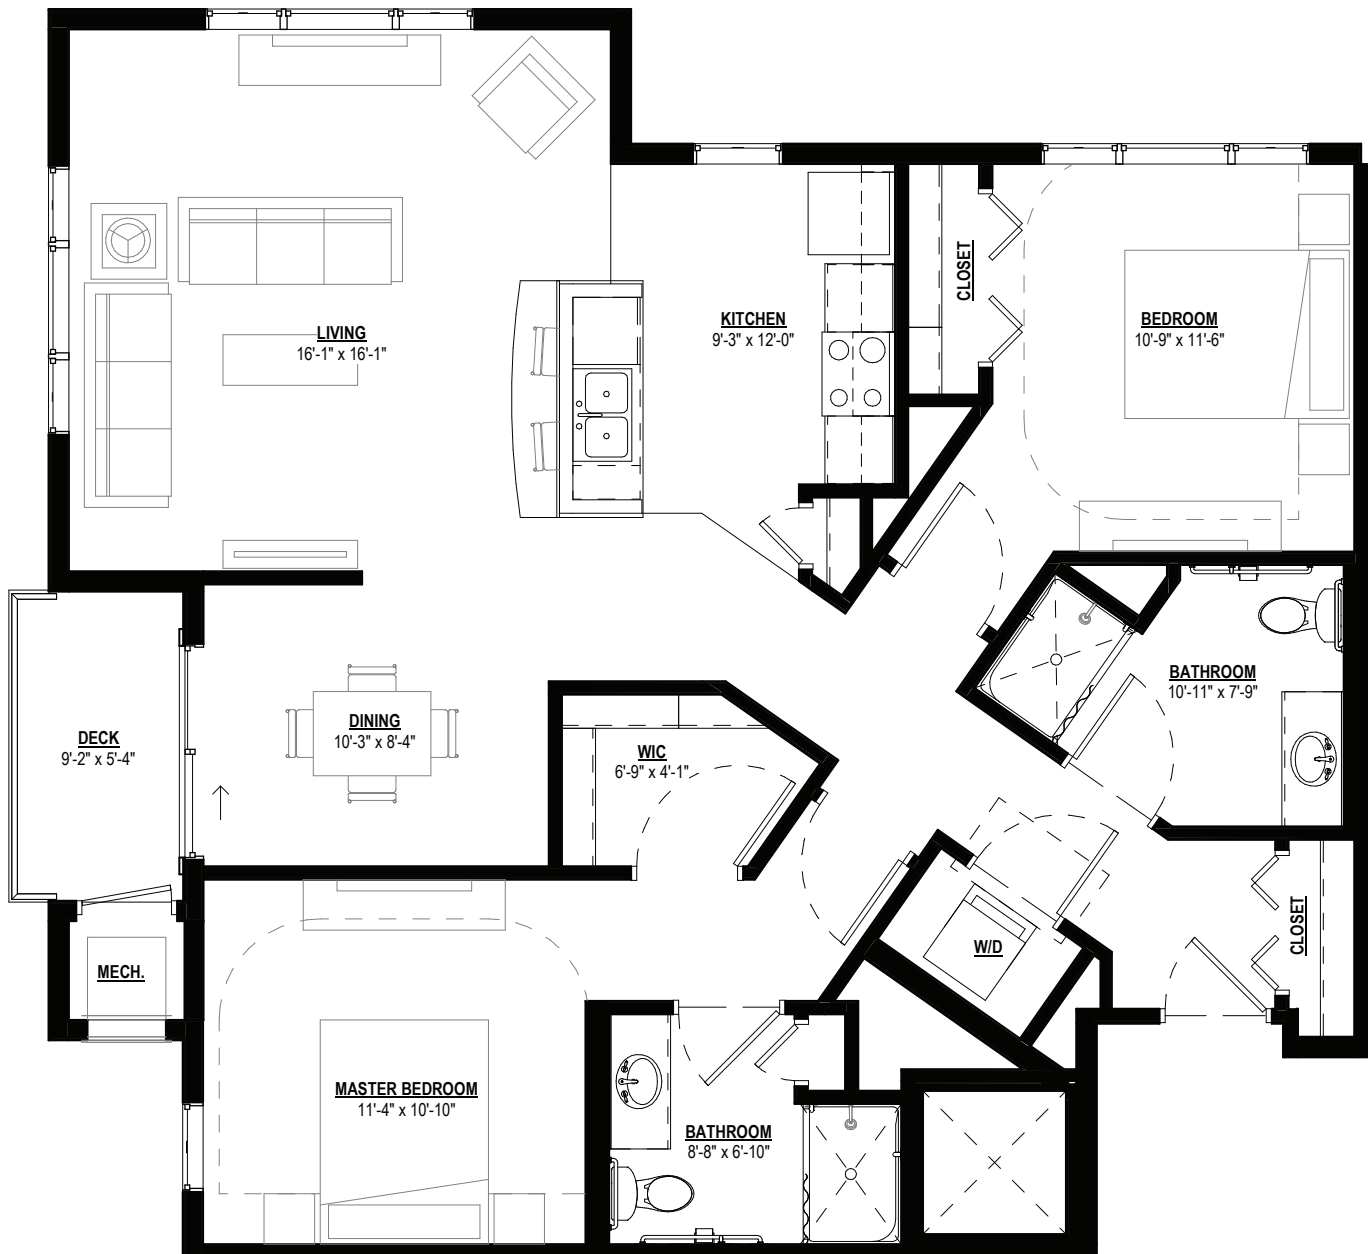 LIVING
16'-1" x 16'-1"
KITCHEN
9'-3" x 12'-0"
CLOSET
BEDROOM
10'-9" x 11'-6"
DECK
9'-2" x 5'-4"
DINING
10'-3" x 8'-4"
WIC
6'-9" x 4'-1"
BATHROOM
10'-11" x 7'-9"
MECH.
W/D
CLOSET
MASTER BEDROOM
11'-4" x 10'-10"
BATHROOM
8'-8" x 6'-10"